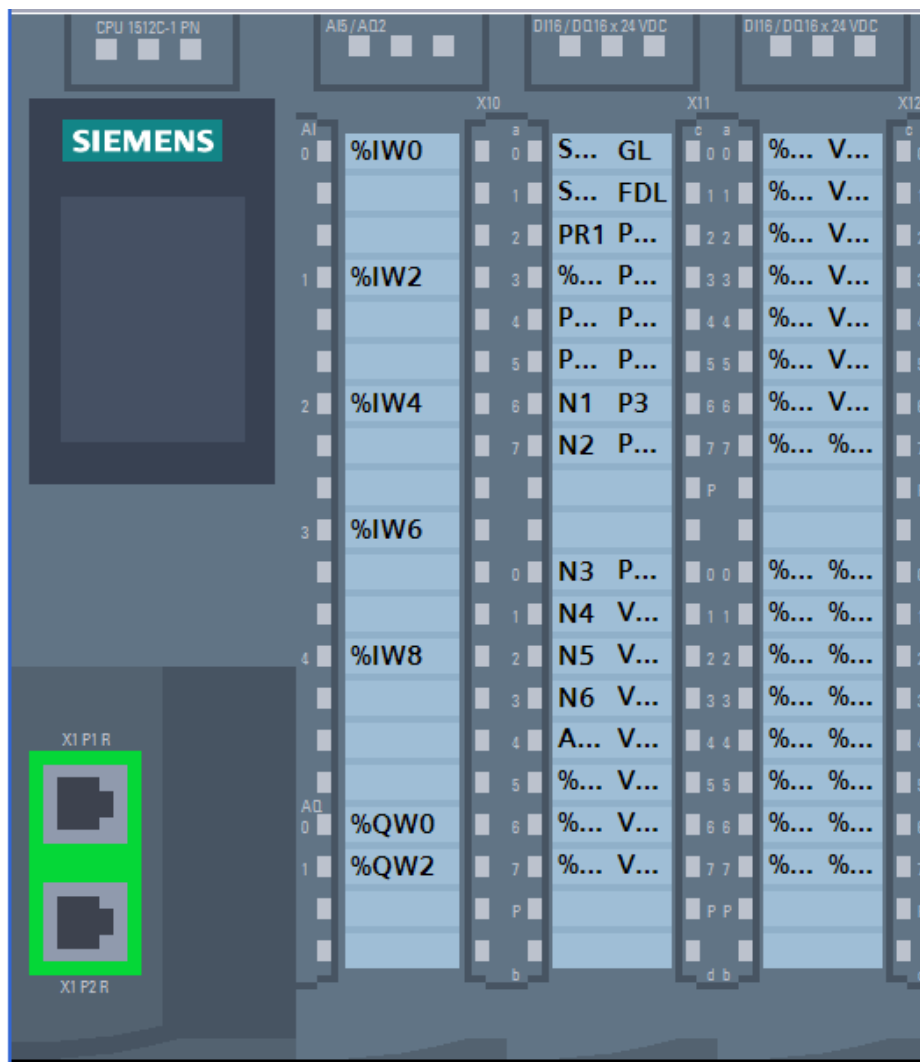 CPU 1512C-1 PN AI5 / AQ2 DI16 / DQ16 x 24 VDC DI16 / DQ16 x 24 VDC
X10 X11 X12
SIEMENS
AI a c a c
0 %IW0 0 S... GL 0 0 %... V...
1 S... FDL 1 1 %... V...
2 PR1 P... 2 2 %... V...
1 %IW2 3 %... P... 3 3 %... V...
4 P... P... 4 4 %... V...
5 P... P... 5 5 %... V...
2 %IW4 6 N1 P3 6 6 %... V...
7 N2 P... 7 7 %... %...
P
3 %IW6
0 N3 P... 0 0 %... %...
1 N4 V... 1 1 %... %...
4 %IW8 2 N5 V... 2 2 %... %...
3 N6 V... 3 3 %... %...
X1 P1 R 4 A... V... 4 4 %... %...
5 %... V... 5 5 %... %...
AQ
0 %QW0 6 %... V... 6 6 %... %...
1 %QW2 7 %... V... 7 7 %... %...
P P P
b d b
X1 P2 R